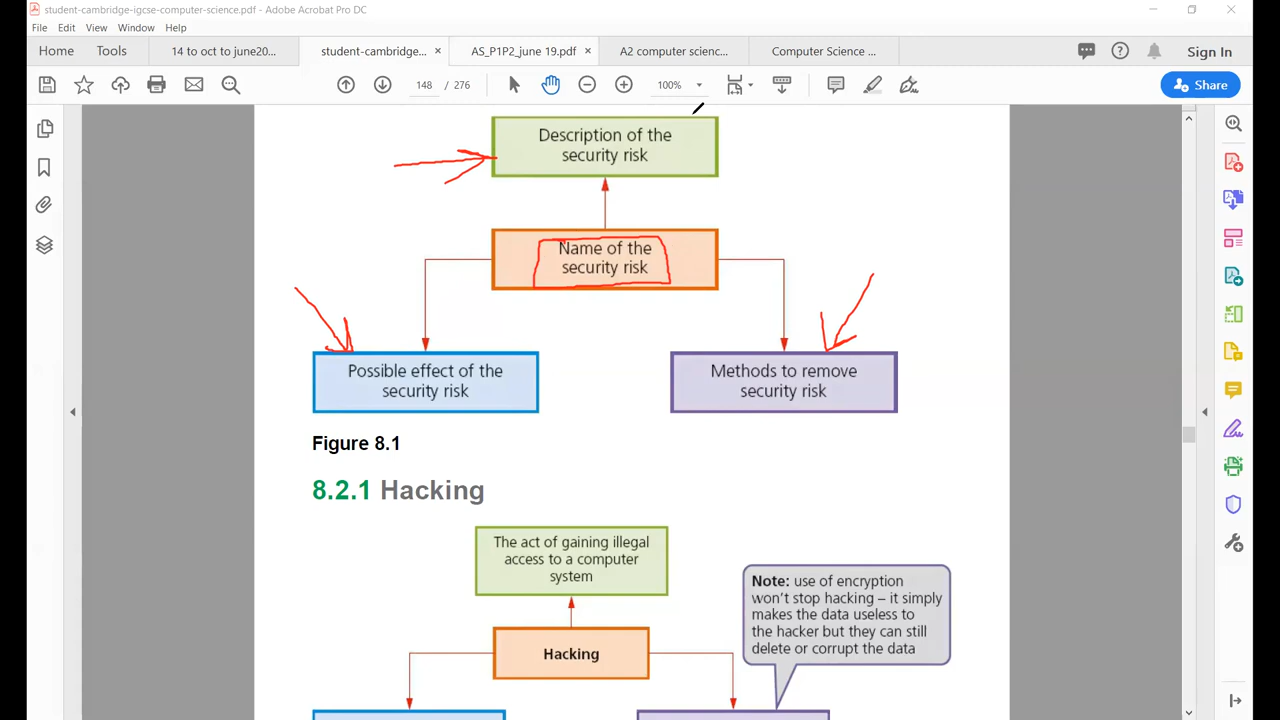 student-cambridge-igcse-computer-science.pdf - Adobe Acrobat Pro DC
File Edit View Window Help
Home Tools 14 to oct to june20... student-cambridge... × AS_P1P2_june 19.pdf × A2 computer scienc... Computer Science ... Sign In
148 / 276 100% Share
Description of the
security risk
Name of the
security risk
Possible effect of the
security risk
Methods to remove
security risk
Figure 8.1
8.2.1 Hacking
The act of gaining illegal
access to a computer
system
Note: use of encryption
won't stop hacking – it simply
makes the data useless to
the hacker but they can still
delete or corrupt the data
Hacking